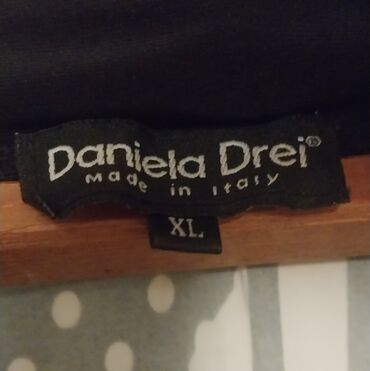 Daniela Drei®
Made in Italy
XL